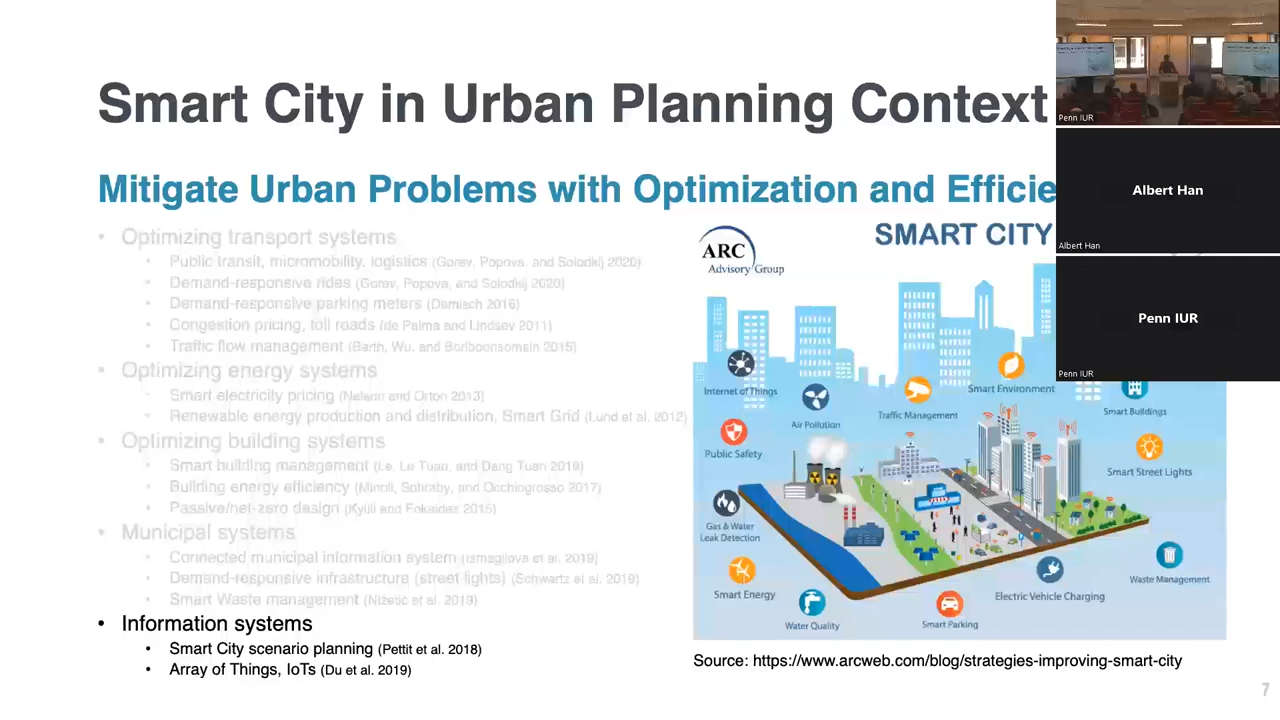 Smart City in Urban Planning Context
Mitigate Urban Problems with Optimization and Efficie
• Optimizing transport systems
• Public transit, micromobility, logistics (Gorev, Popova, and Solodkij 2020)
• Demand-responsive rides (Gorev, Popova, and Solodkij 2020)
• Demand-responsive parking meters (Damisch 2016)
• Congestion pricing, toll roads (de Palma and Lindsey 2011)
• Traffic flow management (Barth, Wu, and Boriboonsomsin 2015)
• Optimizing energy systems
• Smart electricity pricing (Nelson and Orton 2013)
• Renewable energy production and distribution, Smart Grid (Lund et al. 2012)
• Optimizing building systems
• Smart building management (Le, Le Tuan, and Dang Tuan 2019)
• Building energy efficiency (Minoli, Sohraby, and Occhiogrosso 2017)
• Passive/net-zero design (Kylili and Fokaides 2015)
• Municipal systems
• Connected municipal information system (Ismagilova et al. 2019)
• Demand-responsive infrastructure (street lights) (Schwartz et al. 2019)
• Smart Waste management (Nižetić et al. 2019)
• Information systems
• Smart City scenario planning (Pettit et al. 2018)
• Array of Things, IoTs (Du et al. 2019)
ARC
Advisory Group
SMART CITY
Internet of Things
Air Pollution
Traffic Management
Smart Environment
Smart Buildings
Public Safety
Smart Street Lights
Gas & Water
Leak Detection
Smart Energy
Water Quality
Smart Parking
Electric Vehicle Charging
Waste Management
Source: https://www.arcweb.com/blog/strategies-improving-smart-city
7
Penn IUR
Albert Han
Albert Han
Penn IUR
Penn IUR